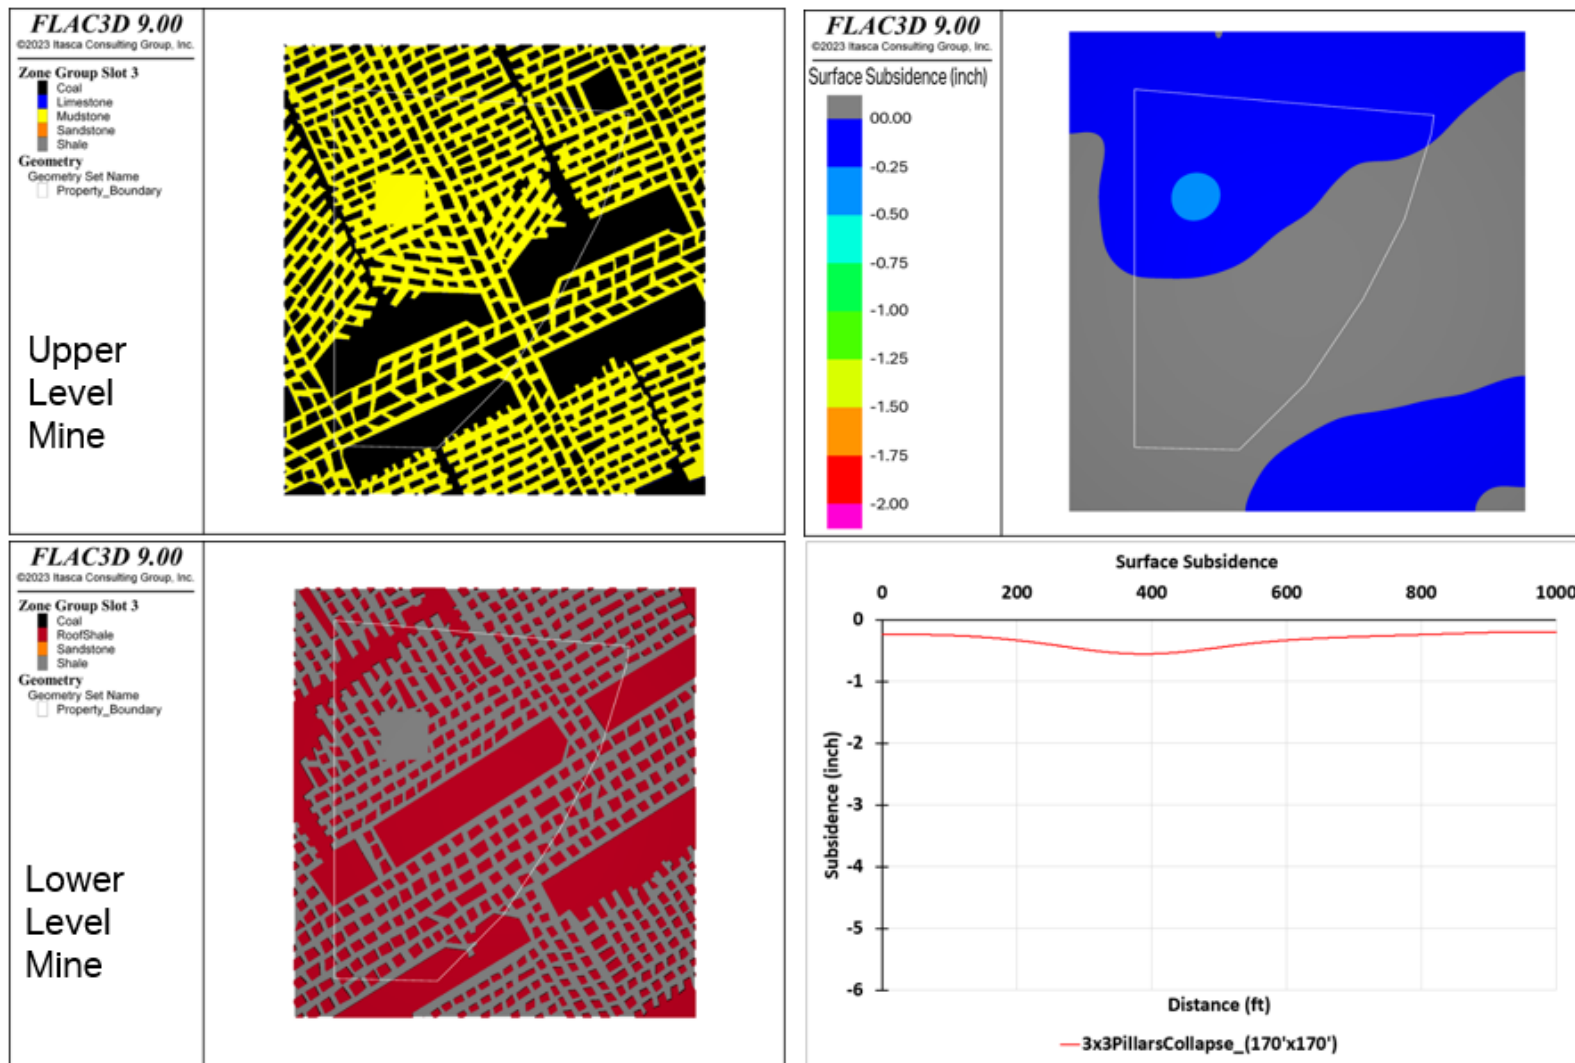 FLAC3D 9.00
©2023 Itasca Consulting Group, Inc.
Zone Group Slot 3
Coal
Limestone
Mudstone
Sandstone
Shale
Geometry
Geometry Set Name
Property_Boundary
Upper
Level
Mine
FLAC3D 9.00
©2023 Itasca Consulting Group, Inc.
Surface Subsidence (inch)
00.00
-0.25
-0.50
-0.75
-1.00
-1.25
-1.50
-1.75
-2.00
FLAC3D 9.00
©2023 Itasca Consulting Group, Inc.
Zone Group Slot 3
Coal
RoofShale
Sandstone
Shale
Geometry
Geometry Set Name
Property_Boundary
Lower
Level
Mine
Surface Subsidence
0 200 400 600 800 1000
0
-1
-2
-3
-4
-5
-6
Subsidence (inch)
Distance (ft)
3x3PillarsCollapse_(170'x170')